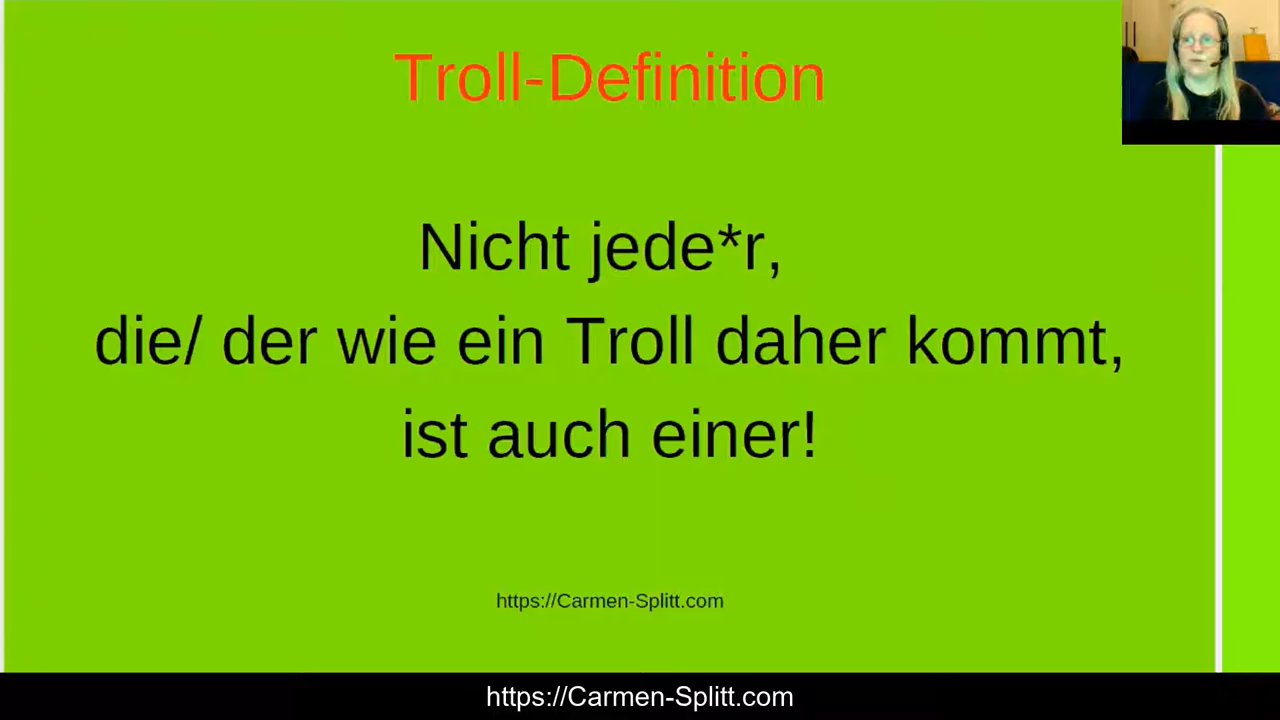 Troll-Definition
Nicht jede*r,
die/ der wie ein Troll daher kommt,
ist auch einer!
https://Carmen-Splitt.com
https://Carmen-Splitt.com